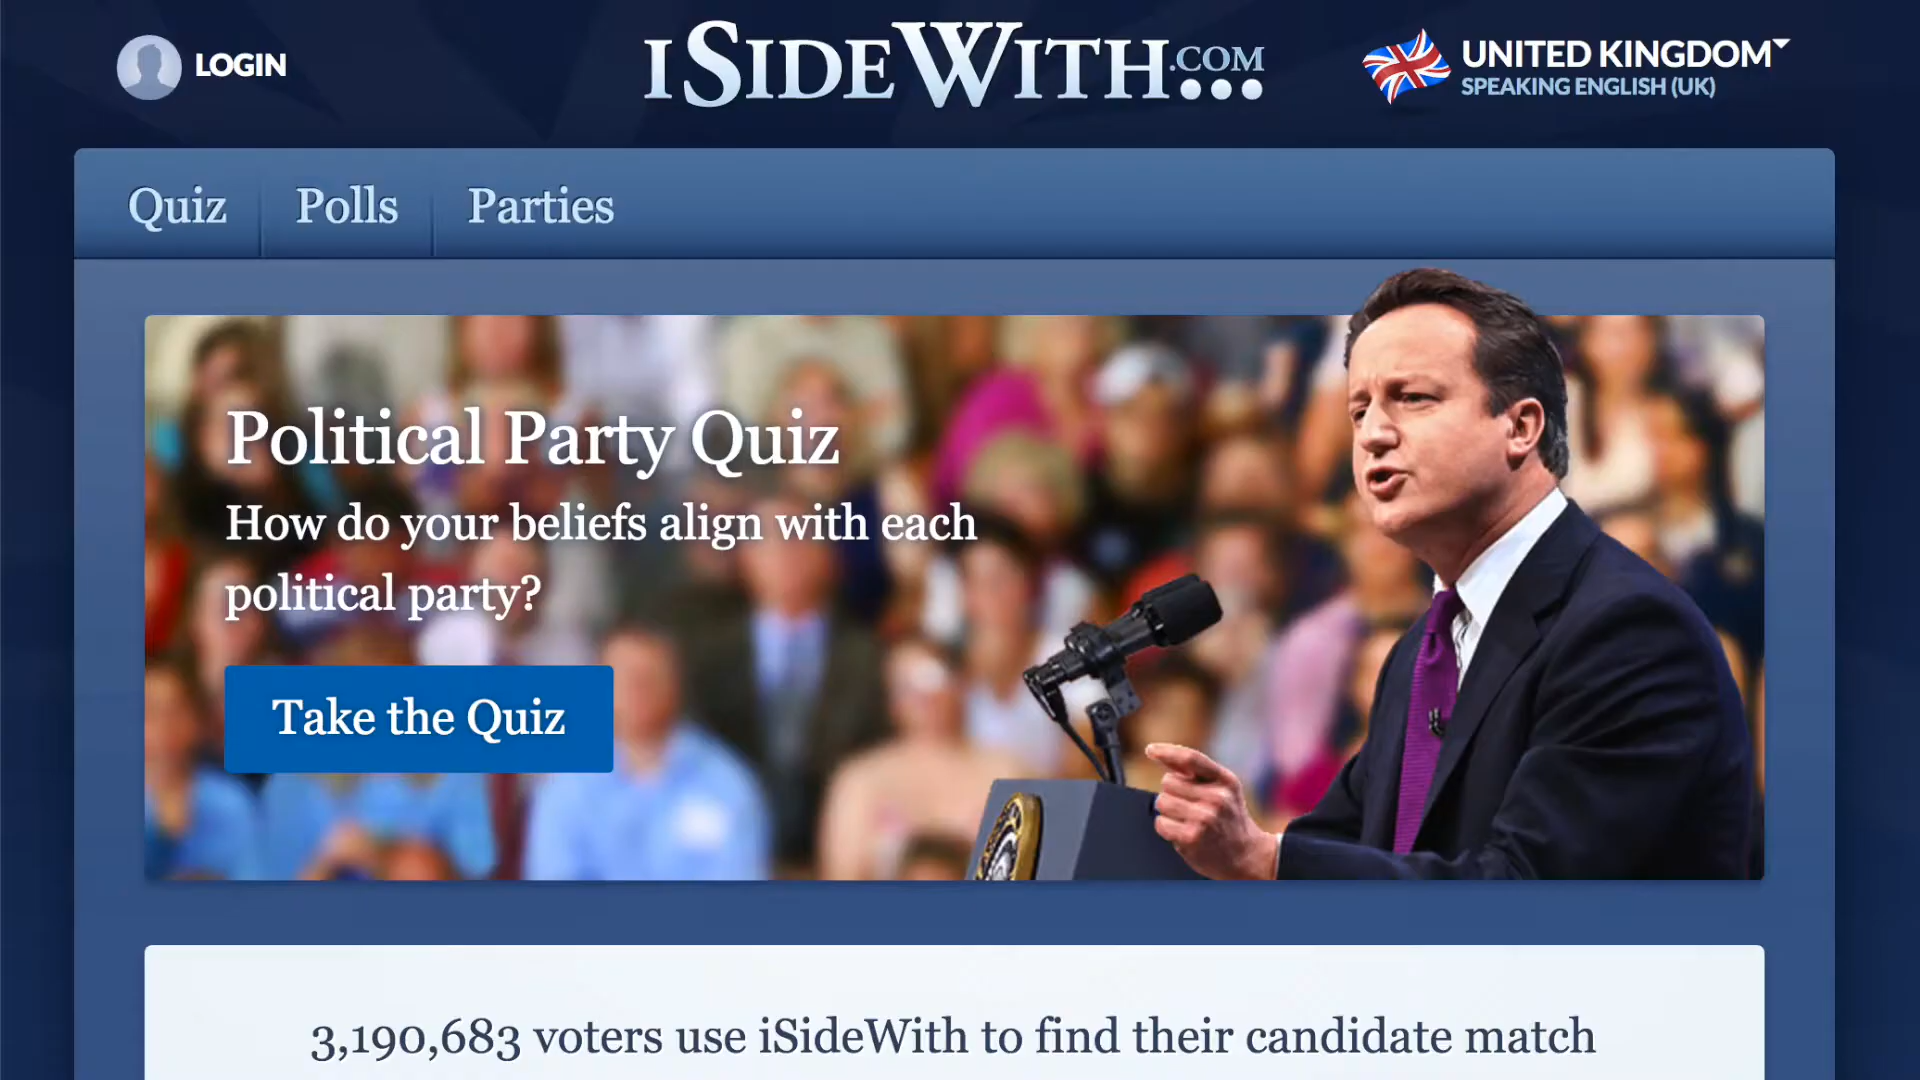 LOGIN
iSideWith.com
UNITED KINGDOM
SPEAKING ENGLISH (UK)
Quiz
Polls
Parties
Political Party Quiz
How do your beliefs align with each
political party?
Take the Quiz
3,190,683 voters use iSideWith to find their candidate match